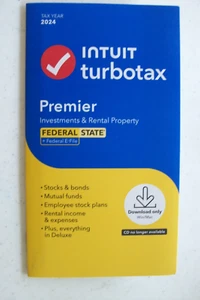 TAX YEAR
2024
INTUIT
turbotax
Premier
Investments & Rental Property
FEDERAL STATE
+ Federal E-File
• Stocks & bonds
• Mutual funds
• Employee stock plans
• Rental income
& expenses
• Plus, everything
in Deluxe
Download only
CD no longer available